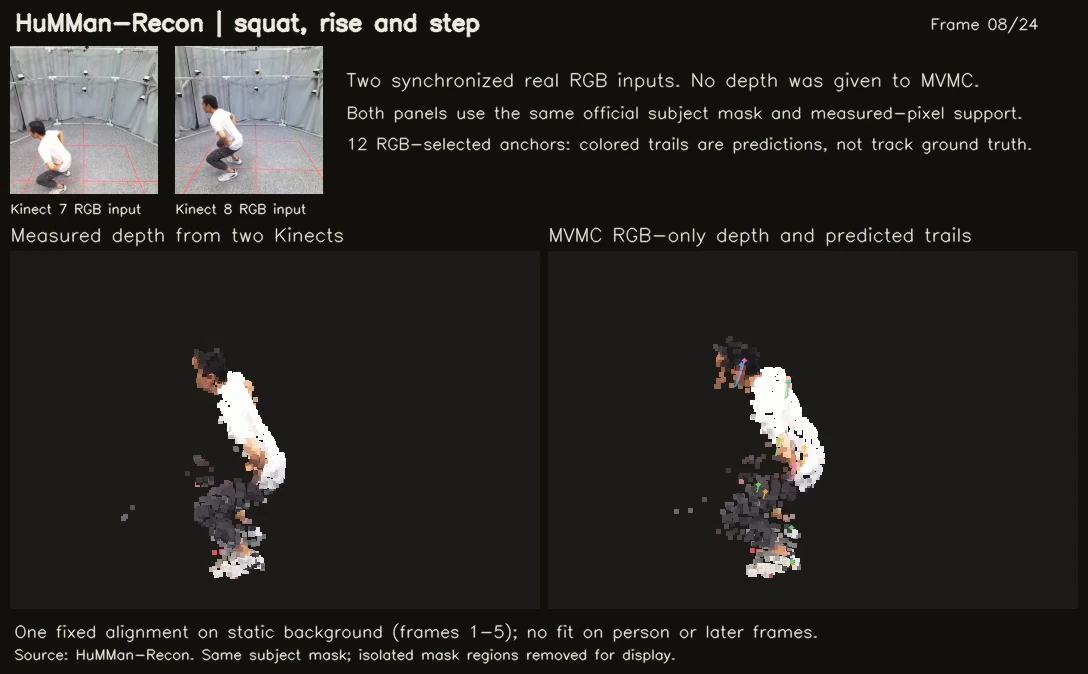 HuMMan-Recon | squat, rise and step
Frame 08/24
Two synchronized real RGB inputs. No depth was given to MVMC.
Both panels use the same official subject mask and measured-pixel support.
12 RGB-selected anchors: colored trails are predictions, not track ground truth.
Kinect 7 RGB input
Kinect 8 RGB input
Measured depth from two Kinects
MVMC RGB-only depth and predicted trails
One fixed alignment on static background (frames 1-5); no fit on person or later frames.
Source: HuMMan-Recon. Same subject mask; isolated mask regions removed for display.